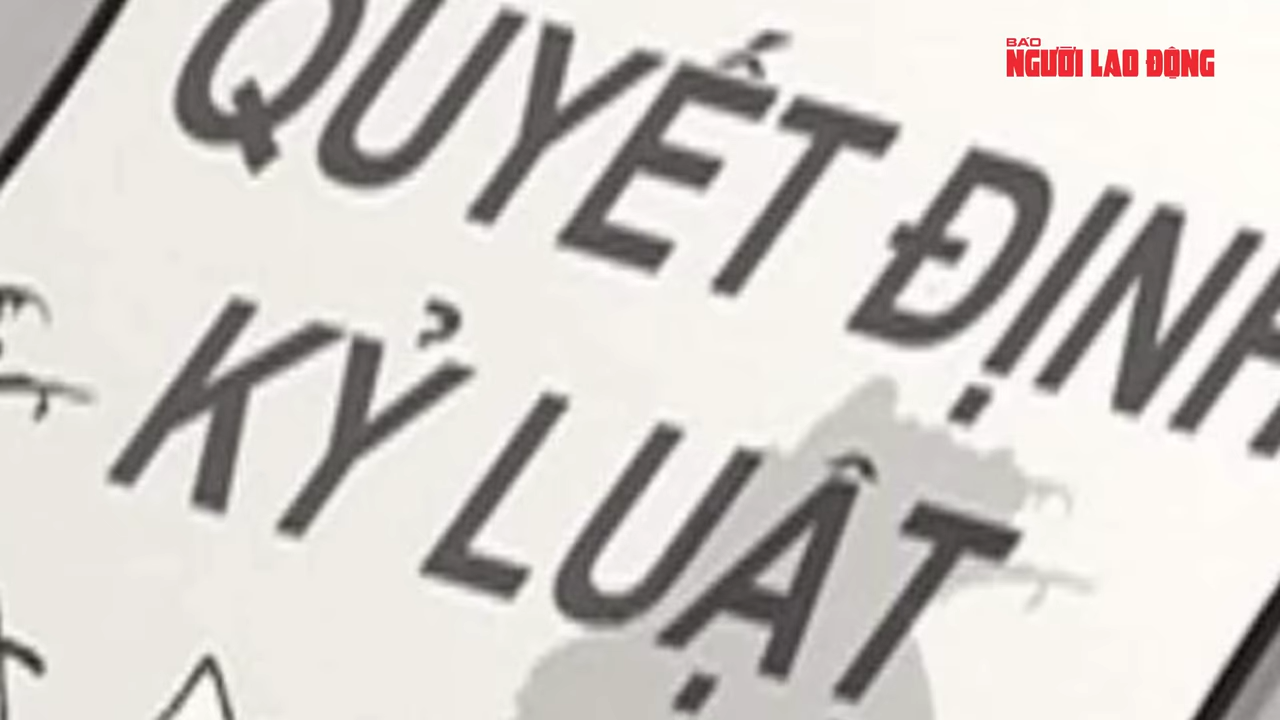 BÁO
NGƯỜI LAO ĐỘNG
QUYẾT ĐỊNH
KỶ LUẬT